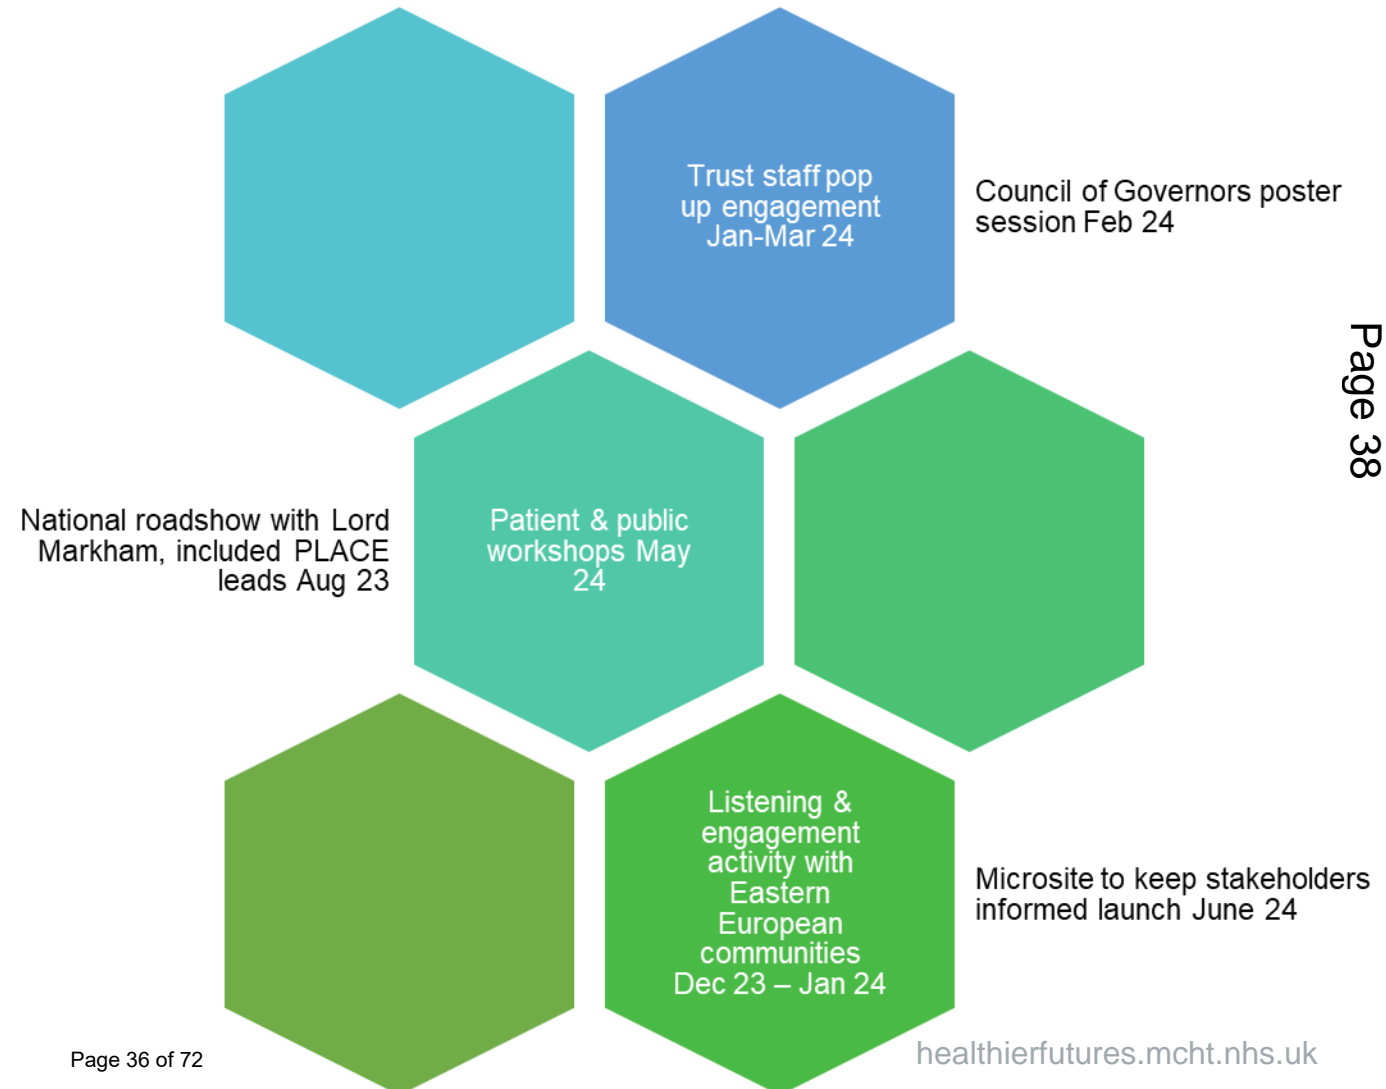 Trust staff pop
up engagement
Jan-Mar 24
Council of Governors poster
session Feb 24
Page 38
National roadshow with Lord
Markham, included PLACE
leads Aug 23
Patient & public
workshops May
24
Listening &
engagement
activity with
Eastern
European
communities
Dec 23 – Jan 24
Microsite to keep stakeholders
informed launch June 24
Page 36 of 72
healthierfutures.mcht.nhs.uk